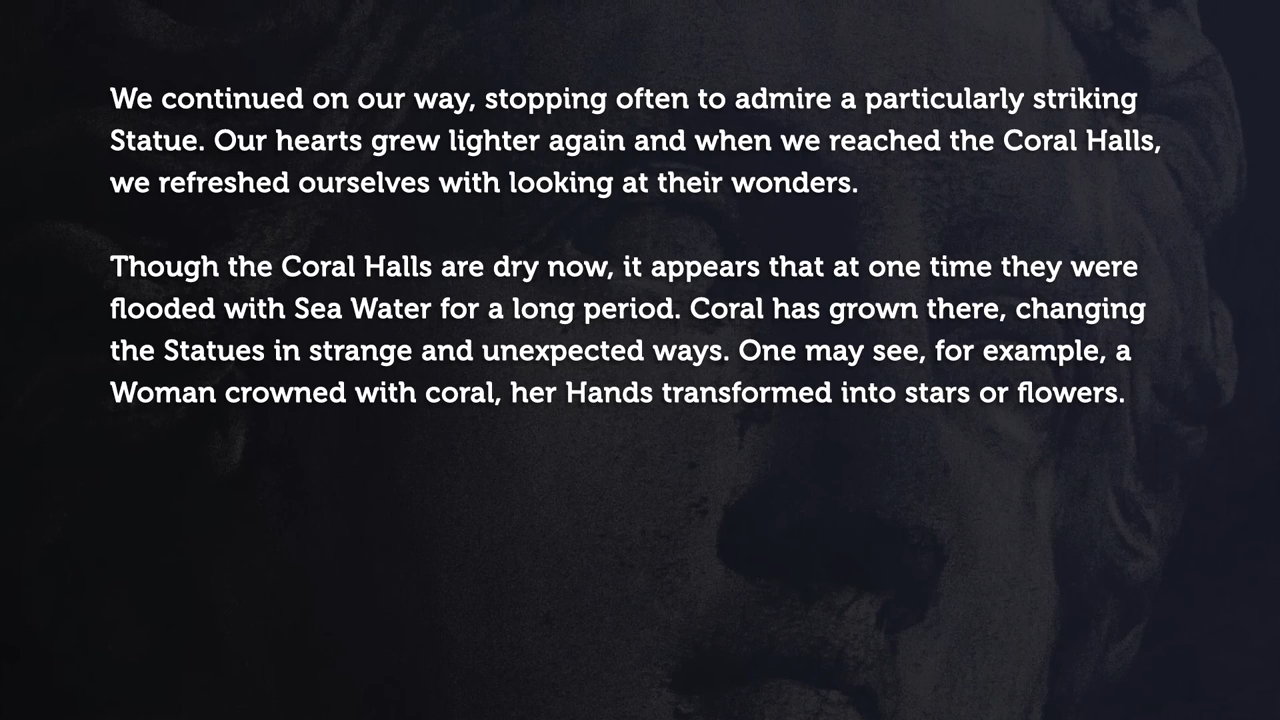 We continued on our way, stopping often to admire a particularly striking
Statue. Our hearts grew lighter again and when we reached the Coral Halls,
we refreshed ourselves with looking at their wonders.
Though the Coral Halls are dry now, it appears that at one time they were
flooded with Sea Water for a long period. Coral has grown there, changing
the Statues in strange and unexpected ways. One may see, for example, a
Woman crowned with coral, her Hands transformed into stars or flowers.